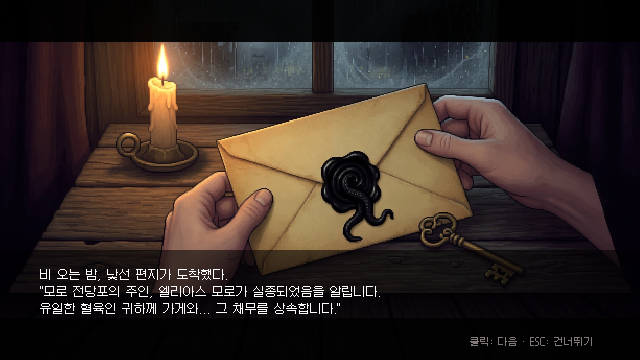 비 오는 밤, 낯선 편지가 도착했다.
"모로 전당포의 주인, 엘리아스 모로가 실종되었음을 알립니다.
유일한 혈육인 귀하께 가게와... 그 채무를 상속합니다."
클릭: 다음 · ESC: 건너뛰기